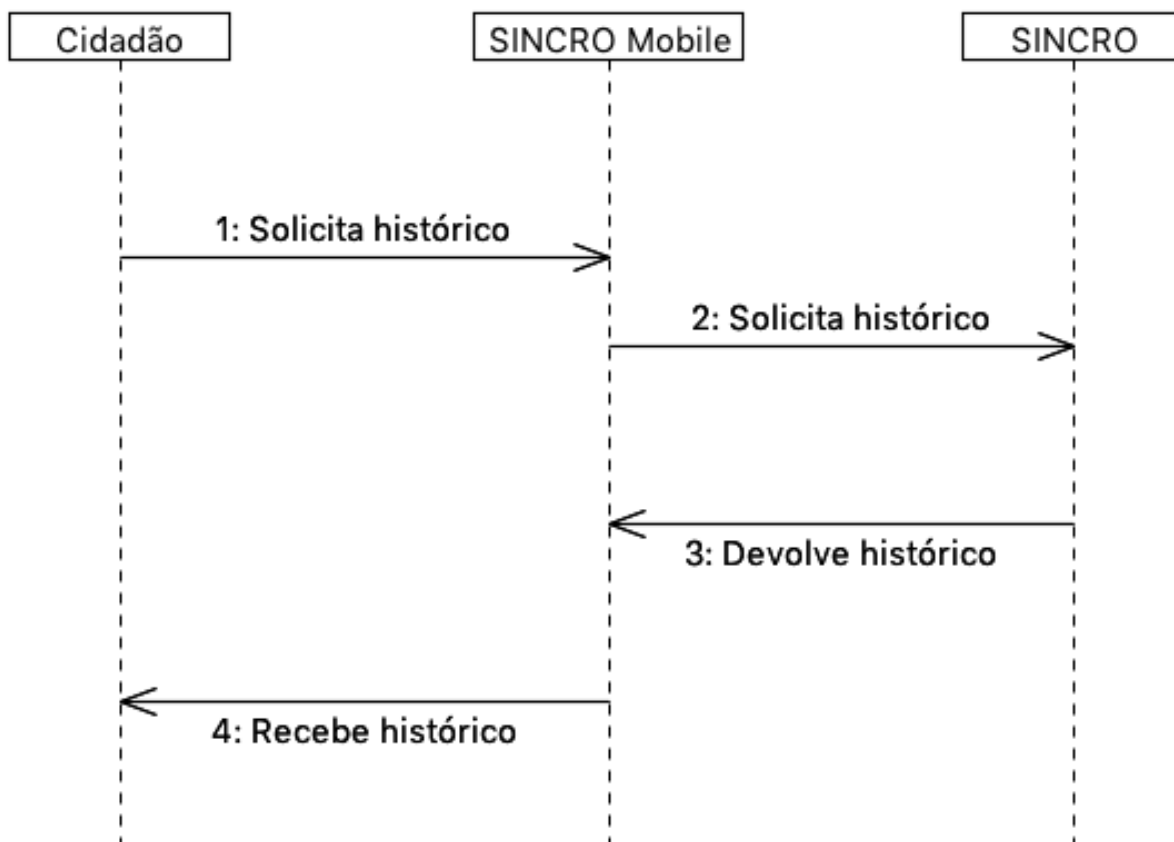 Cidadão
SINCRO Mobile
SINCRO
1: Solicita histórico
2: Solicita histórico
3: Devolve histórico
4: Recebe histórico